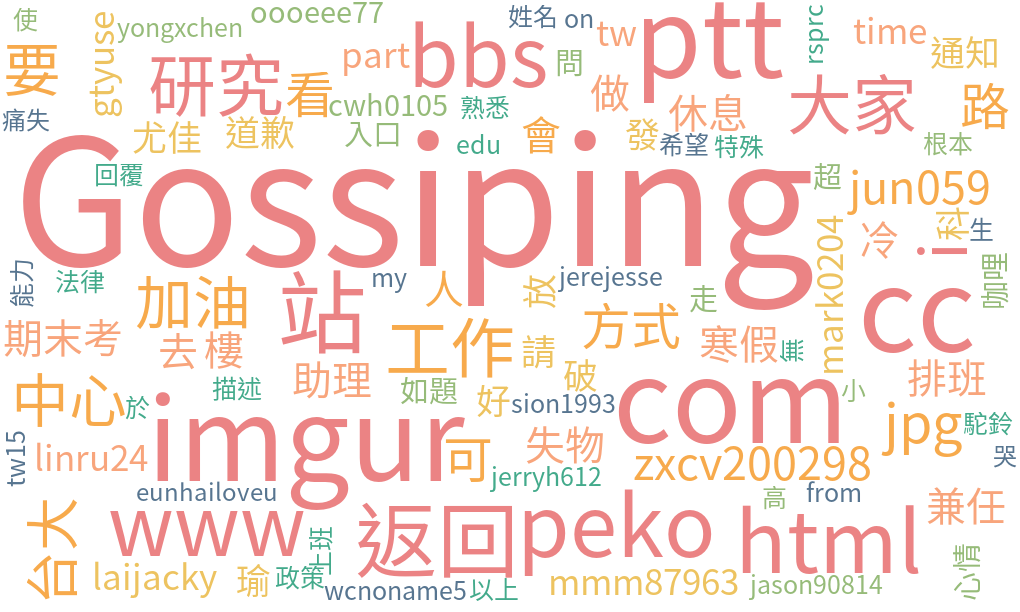 使
yongxchen
oooeee77
姓名
on
tw
ptt
rsprc
time
通知
要
gtyuse
研究
看
part
bbs
問
做
休息
大家
路
痛失
cwh0105
熟悉
尤佳
道歉
入口
edu
會
發
希望
特殊
根本
Gossiping
回覆
超
jun059
科
生
冷
i
能力
法律
my
人
放
jerejesse
走
mark0204
咖哩
加油
站
方式
cc
期末考
去
樓
工作
請
寒假
助理
描述
如題
破
排班
中心
於
好
sion1993
com
小
jpg
駝鈴
tw15
linru24
imgur
可
失物
zxcv200298
哭
jerryh612
eunhailoveu
高
from
兼任
台大
www
返回
peko
html
上班
laijacky
瑜
政策
wcnoname5
以上
mmm87963
jason90814
心情